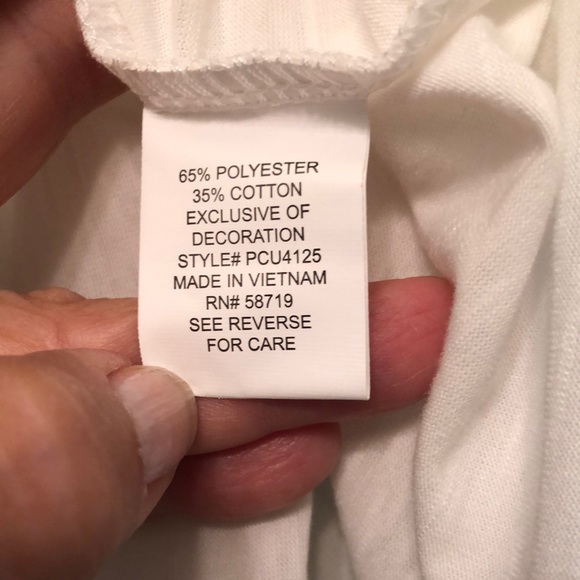 65% POLYESTER
35% COTTON
EXCLUSIVE OF
DECORATION
STYLE# PCU4125
MADE IN VIETNAM
RN# 58719
SEE REVERSE
FOR CARE